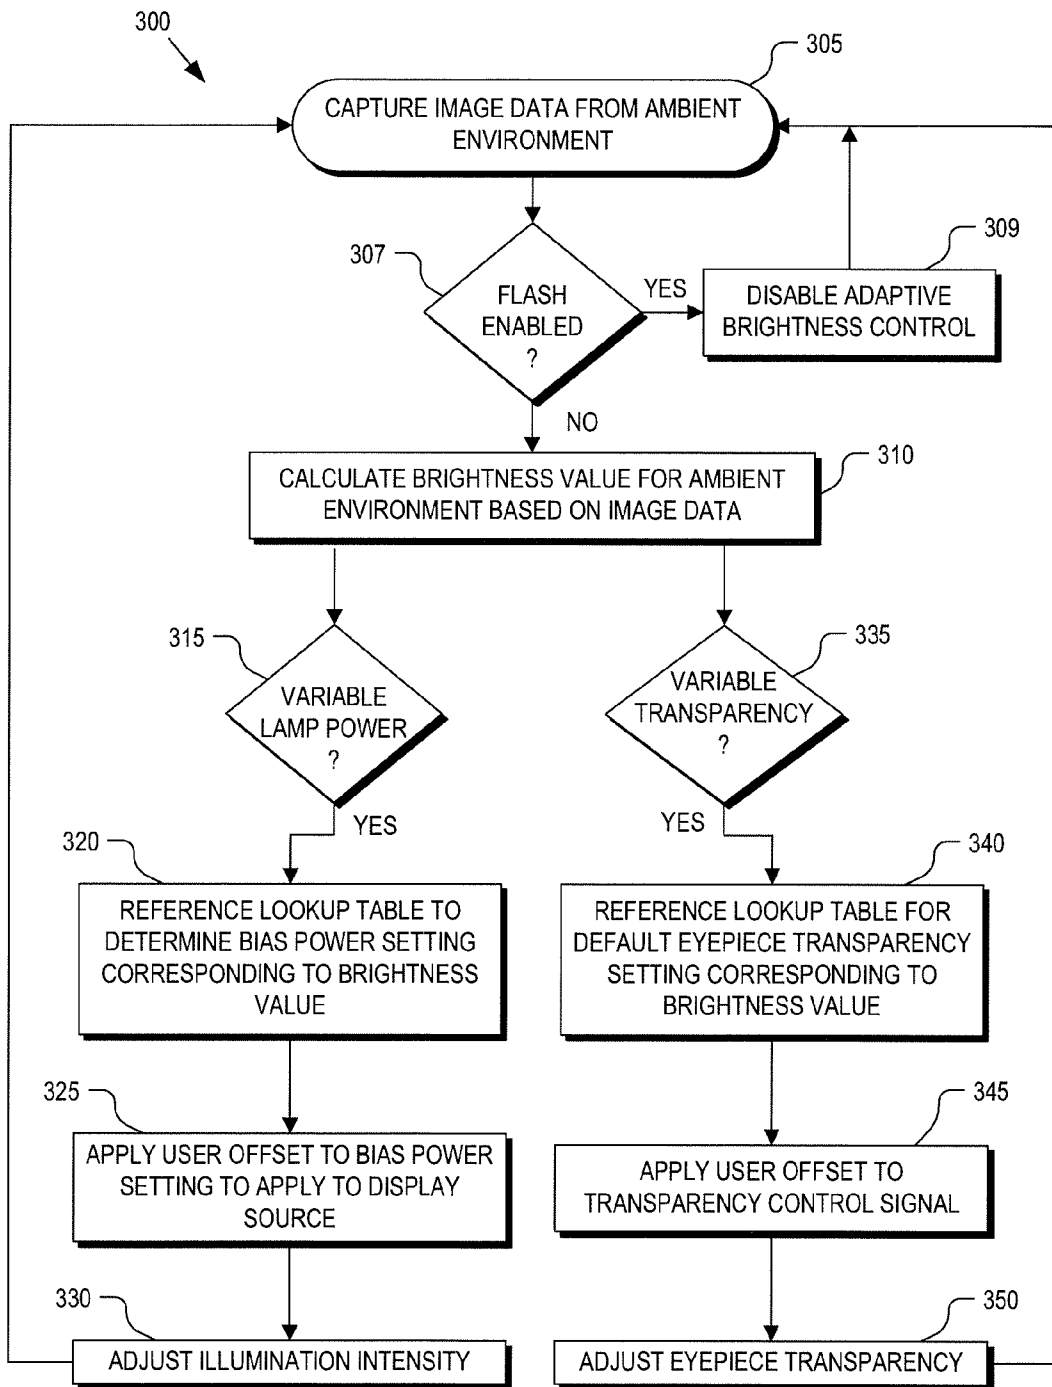 300
305
CAPTURE IMAGE DATA FROM AMBIENT
ENVIRONMENT
307
FLASH
ENABLED
?
YES
309
DISABLE ADAPTIVE
BRIGHTNESS CONTROL
NO
310
CALCULATE BRIGHTNESS VALUE FOR AMBIENT
ENVIRONMENT BASED ON IMAGE DATA
315
VARIABLE
LAMP POWER
?
YES
335
VARIABLE
TRANSPARENCY
?
YES
320
REFERENCE LOOKUP TABLE TO
DETERMINE BIAS POWER SETTING
CORRESPONDING TO BRIGHTNESS
VALUE
340
REFERENCE LOOKUP TABLE FOR
DEFAULT EYEPIECE TRANSPARENCY
SETTING CORRESPONDING TO
BRIGHTNESS VALUE
325
APPLY USER OFFSET TO BIAS POWER
SETTING TO APPLY TO DISPLAY
SOURCE
345
APPLY USER OFFSET TO
TRANSPARENCY CONTROL SIGNAL
330
ADJUST ILLUMINATION INTENSITY
350
ADJUST EYEPIECE TRANSPARENCY